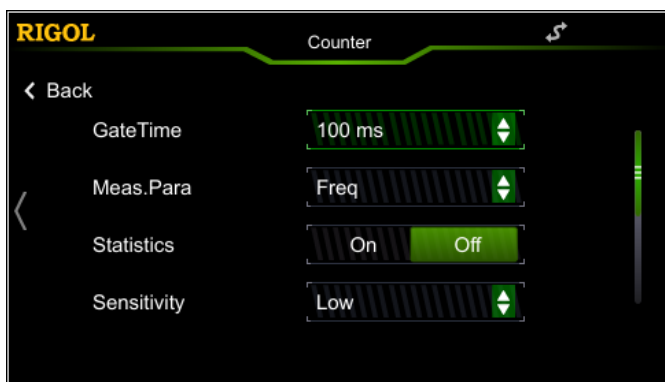 RIGOL
Counter
Back
GateTime 100 ms
Meas.Para Freq
Statistics On Off
Sensitivity Low